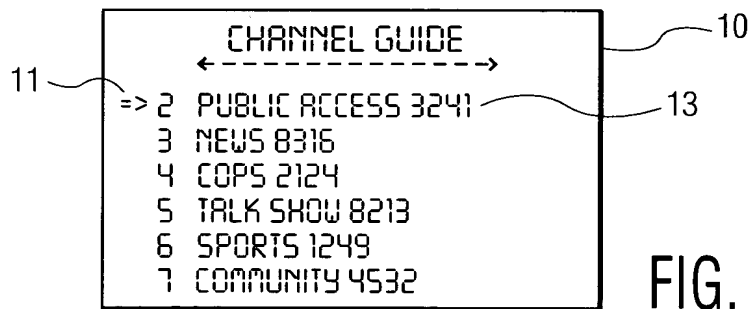 CHANNEL GUIDE
10
11
=> 2 PUBLIC ACCESS 3241
13
3 NEWS 8316
4 COPS 2124
5 TALK SHOW 8213
6 SPORTS 1249
7 COMMUNITY 4532
FIG.